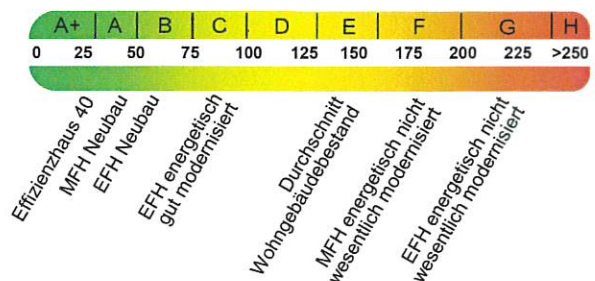 A+ A B C D E F G H
0 25 50 75 100 125 150 175 200 225 >250
Effizienzhaus 40
MFH Neubau
EFH Neubau
EFH energetisch
gut modernisiert
Durchschnitt
Wohngebäudebestand
MFH energetisch nicht
wesentlich modernisiert
EFH energetisch nicht
wesentlich modernisiert